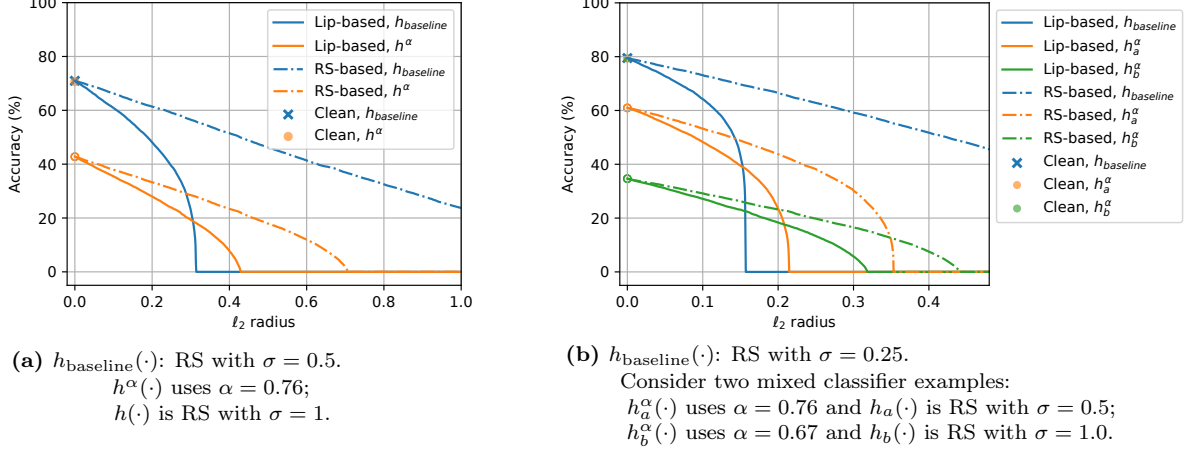 100
80
60
40
20
0
Accuracy (%)
0.0 0.2 0.4 0.6 0.8 1.0
ℓ₂ radius
Lip-based, h_baseline
Lip-based, h^α
RS-based, h_baseline
RS-based, h^α
Clean, h_baseline
Clean, h^α
(a) h_baseline(·): RS with σ = 0.5.
h^α(·) uses α = 0.76;
h(·) is RS with σ = 1.
100
80
60
40
20
0
Accuracy (%)
0.0 0.1 0.2 0.3 0.4
ℓ₂ radius
Lip-based, h_baseline
Lip-based, h_a^α
Lip-based, h_b^α
RS-based, h_baseline
RS-based, h_a^α
RS-based, h_b^α
Clean, h_baseline
Clean, h_a^α
Clean, h_b^α
(b) h_baseline(·): RS with σ = 0.25.
Consider two mixed classifier examples:
h_a^α(·) uses α = 0.76 and h_a(·) is RS with σ = 0.5;
h_b^α(·) uses α = 0.67 and h_b(·) is RS with σ = 1.0.